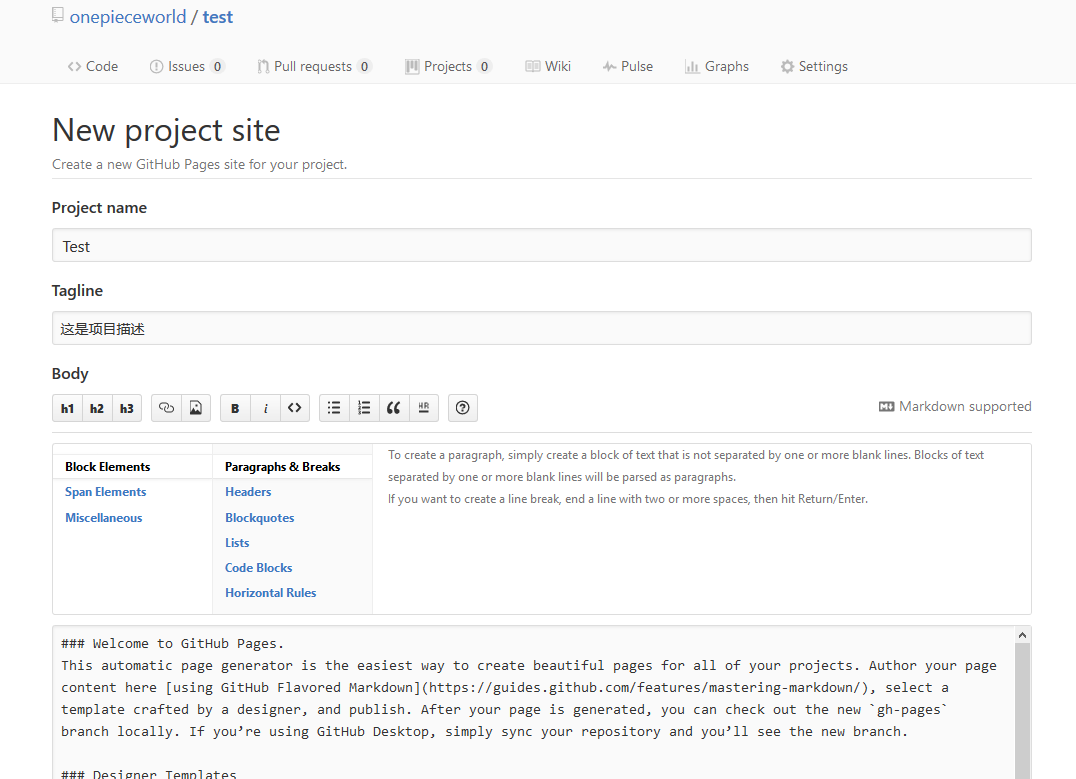 onepieceworld / test
Code Issues 0 Pull requests 0 Projects 0 Wiki Pulse Graphs Settings
New project site
Create a new GitHub Pages site for your project.
Project name
Test
Tagline
这是项目描述
Body
h1 h2 h3 B i <> HR Markdown supported
Block Elements
Span Elements
Miscellaneous
Paragraphs & Breaks
Headers
Blockquotes
Lists
Code Blocks
Horizontal Rules
To create a paragraph, simply create a block of text that is not separated by one or more blank lines. Blocks of text
separated by one or more blank lines will be parsed as paragraphs.
If you want to create a line break, end a line with two or more spaces, then hit Return/Enter.
### Welcome to GitHub Pages.
This automatic page generator is the easiest way to create beautiful pages for all of your projects. Author your page
content here [using GitHub Flavored Markdown](https://guides.github.com/features/mastering-markdown/), select a
template crafted by a designer, and publish. After your page is generated, you can check out the new `gh-pages`
branch locally. If you’re using GitHub Desktop, simply sync your repository and you’ll see the new branch.
### Designer Templates